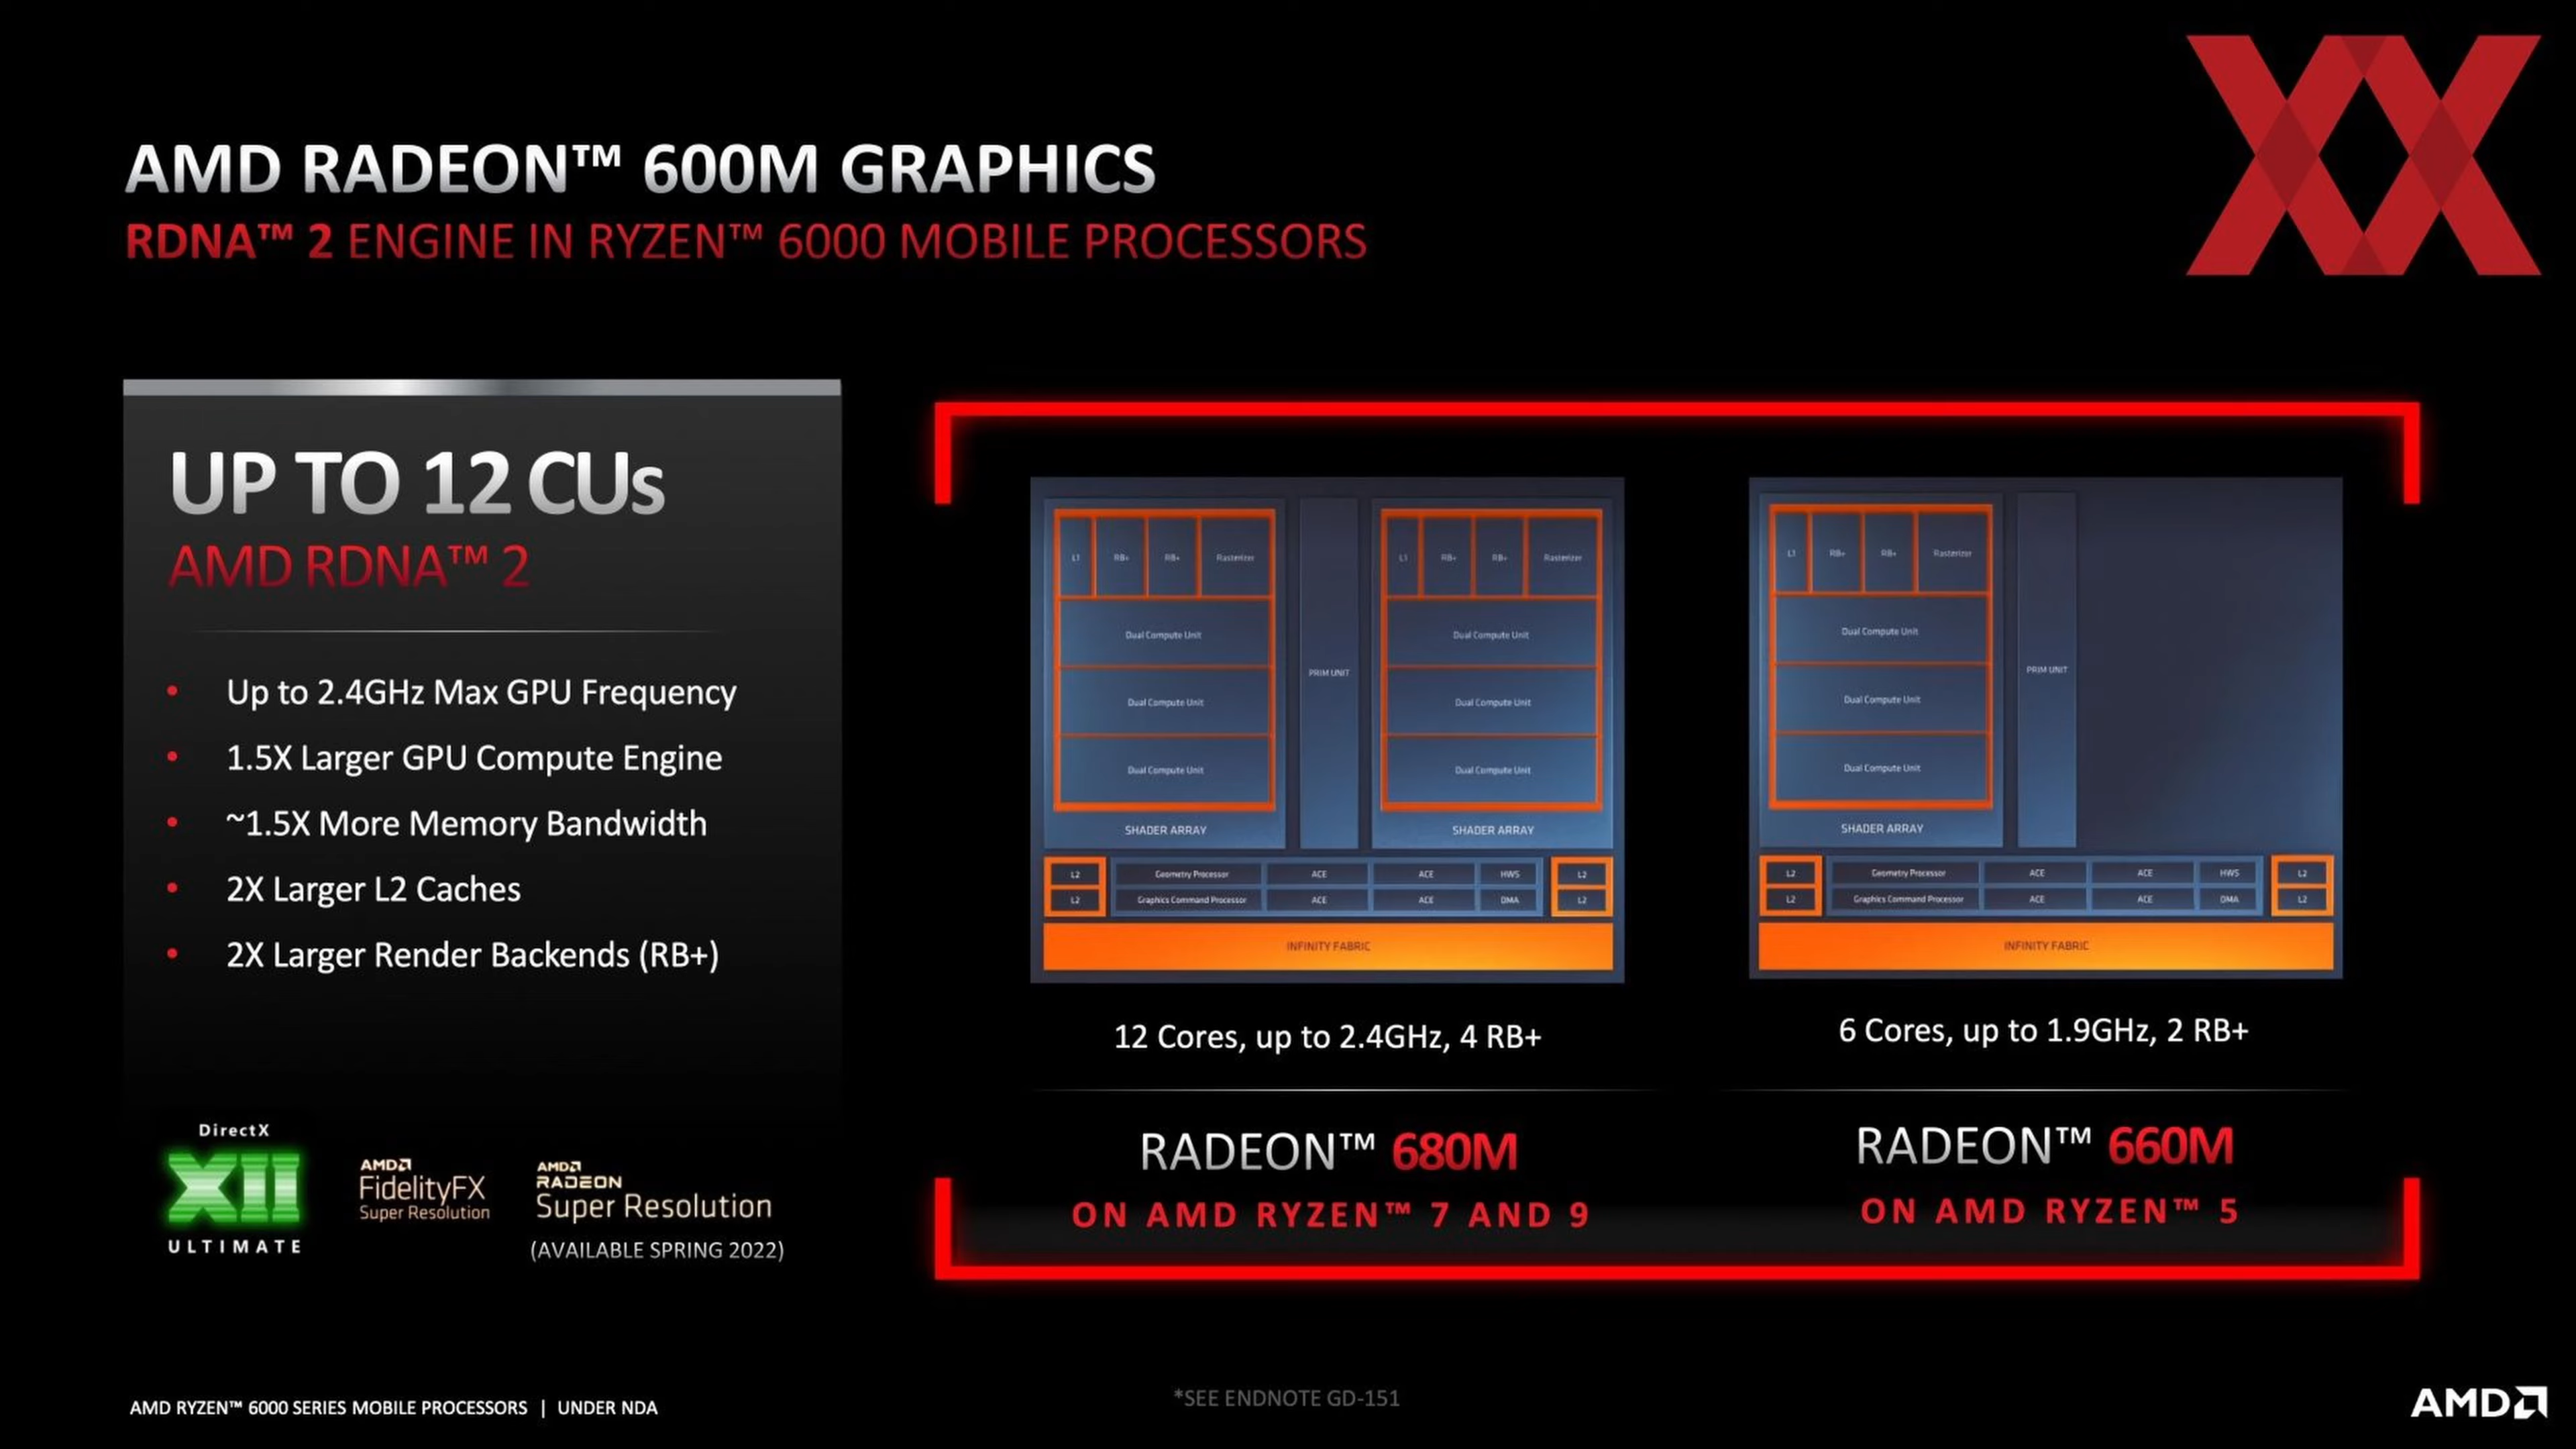 AMD RADEON™ 600M GRAPHICS
RDNA™ 2 ENGINE IN RYZEN™ 6000 MOBILE PROCESSORS
UP TO 12 CUs
AMD RDNA™ 2
• Up to 2.4GHz Max GPU Frequency
• 1.5X Larger GPU Compute Engine
• ~1.5X More Memory Bandwidth
• 2X Larger L2 Caches
• 2X Larger Render Backends (RB+)
DirectX
XII
ULTIMATE
AMD
FidelityFX
Super Resolution
AMD
RADEON
Super Resolution
(AVAILABLE SPRING 2022)
L1 RB+ RB+ Rasterizer
Dual Compute Unit
Dual Compute Unit
Dual Compute Unit
SHADER ARRAY
PRIM UNIT
L1 RB+ RB+ Rasterizer
Dual Compute Unit
Dual Compute Unit
Dual Compute Unit
SHADER ARRAY
L2 Geometry Processor ACE ACE HWS L2
L2 Graphics Command Processor ACE ACE DMA L2
INFINITY FABRIC
12 Cores, up to 2.4GHz, 4 RB+
RADEON™ 680M
ON AMD RYZEN™ 7 AND 9
L1 RB+ RB+ Rasterizer
Dual Compute Unit
Dual Compute Unit
Dual Compute Unit
SHADER ARRAY
PRIM UNIT
L2 Geometry Processor ACE ACE HWS L2
L2 Graphics Command Processor ACE ACE DMA L2
INFINITY FABRIC
6 Cores, up to 1.9GHz, 2 RB+
RADEON™ 660M
ON AMD RYZEN™ 5
AMD RYZEN™ 6000 SERIES MOBILE PROCESSORS | UNDER NDA
*SEE ENDNOTE GD-151
AMD